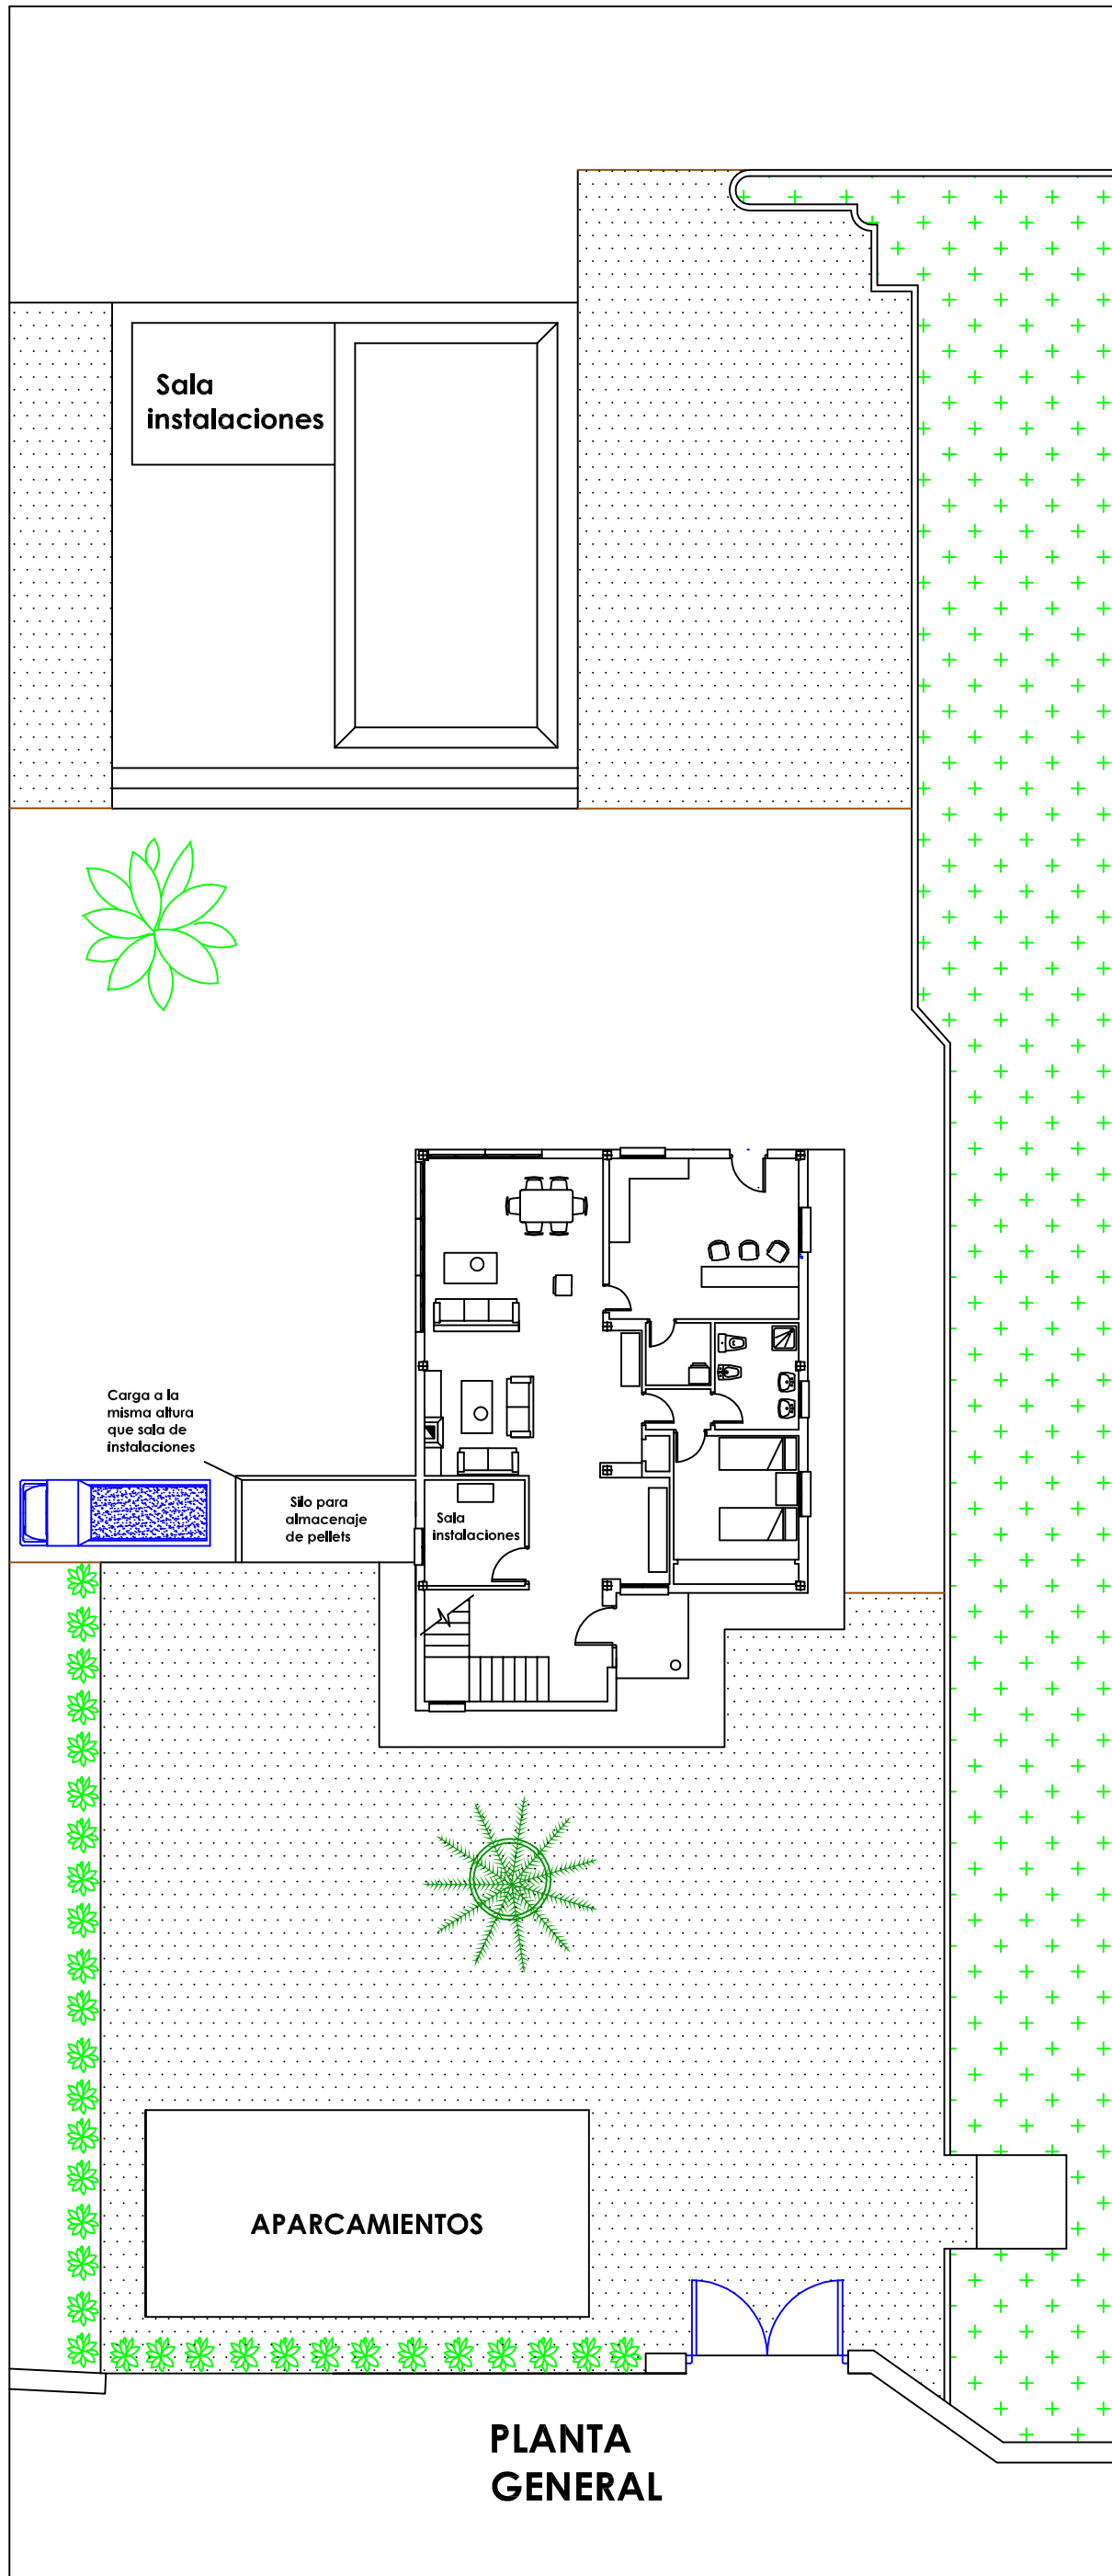 Sala
instalaciones
Carga a la
misma altura
que sala de
instalaciones
Silo para
almacenaje
de pellets
Sala
instalaciones
APARCAMIENTOS
PLANTA
GENERAL